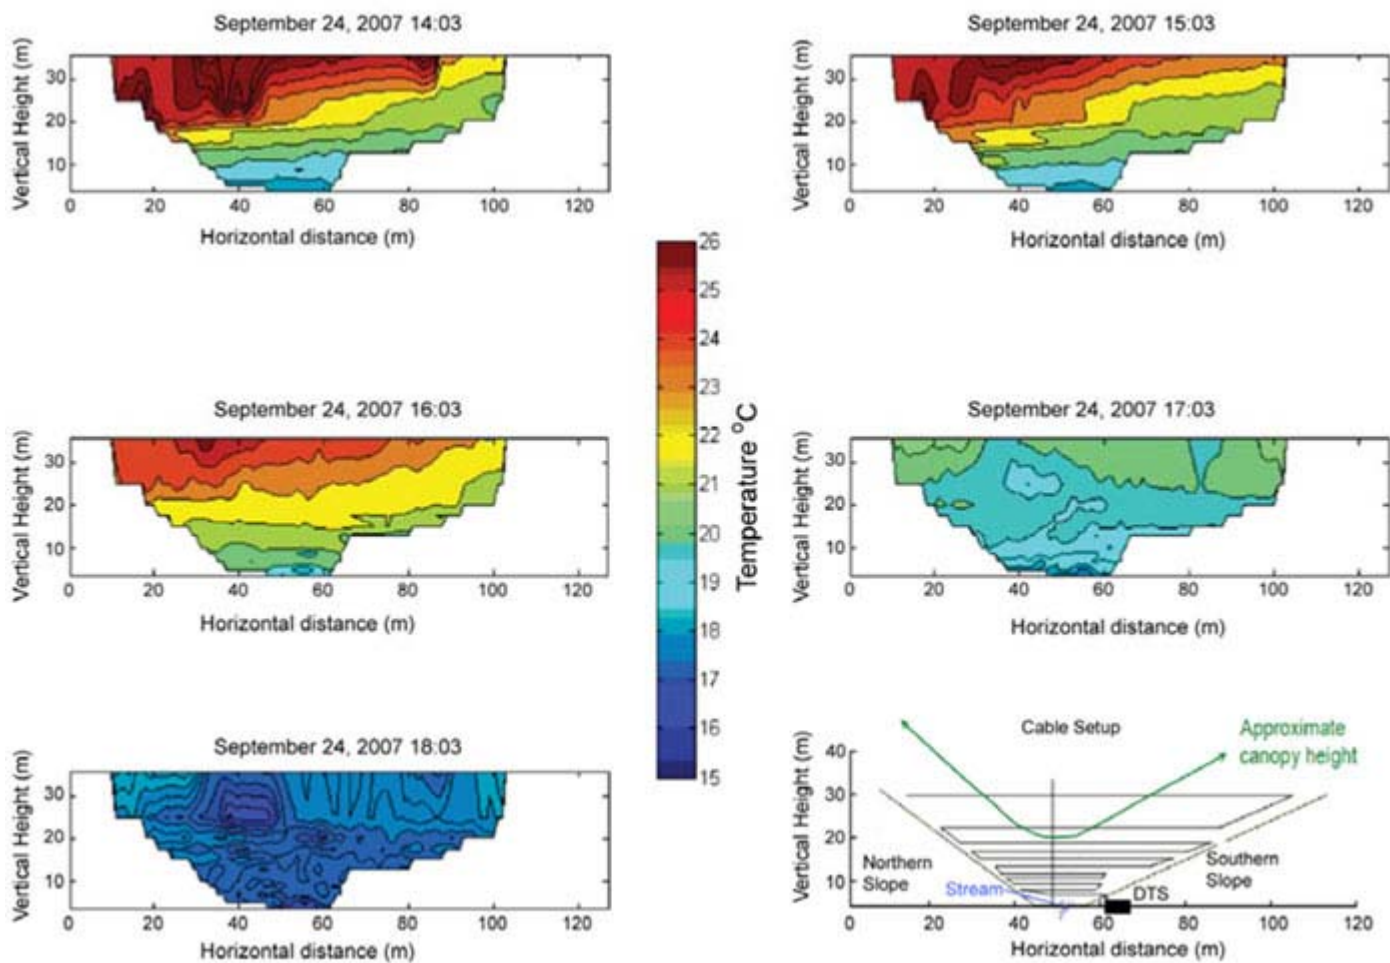 September 24, 2007 14:03
Vertical Height (m)
30
20
10
0 20 40 60 80 100 120
Horizontal distance (m)
September 24, 2007 15:03
Vertical Height (m)
30
20
10
0 20 40 60 80 100 120
Horizontal distance (m)
September 24, 2007 16:03
Vertical Height (m)
30
20
10
0 20 40 60 80 100 120
Horizontal distance (m)
26
25
24
23
22
21
20
19
18
17
16
15
Temperature °C
September 24, 2007 17:03
Vertical Height (m)
30
20
10
0 20 40 60 80 100 120
Horizontal distance (m)
September 24, 2007 18:03
Vertical Height (m)
30
20
10
0 20 40 60 80 100 120
Horizontal distance (m)
Cable Setup
Approximate
canopy height
Vertical Height (m)
40
30
20
10
Northern
Slope
Southern
Slope
Stream
DTS
0 20 40 60 80 100 120
Horizontal distance (m)